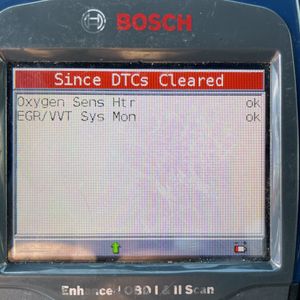 BOSCH
Since DTCs Cleared
Oxygen Sens Htr ok
EGR/VVT Sys Mon ok
Enhanced OBD I & II Scan